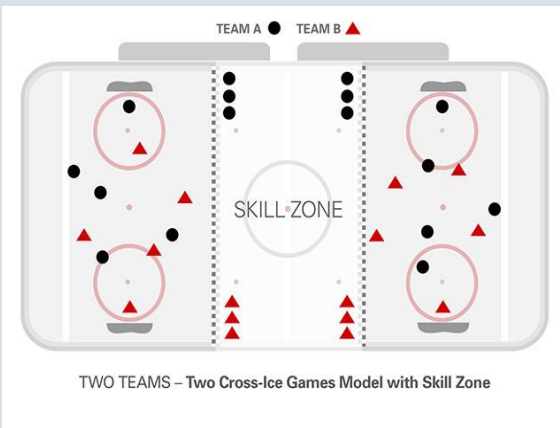 TEAM A TEAM B
SKILL ZONE
TWO TEAMS – Two Cross-Ice Games Model with Skill Zone